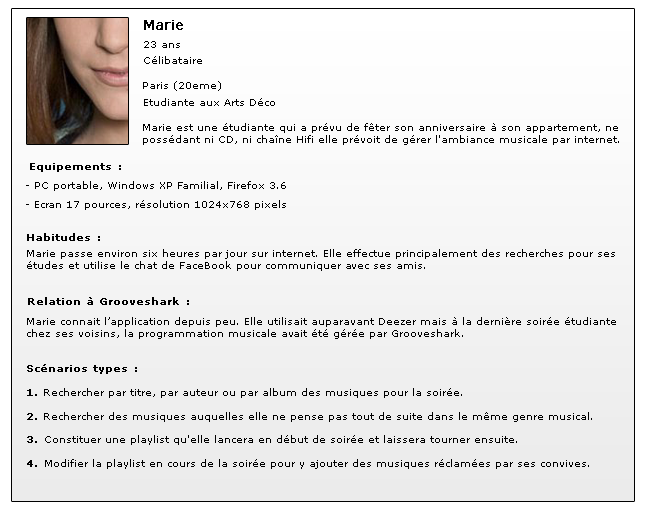 Marie
23 ans
Célibataire
Paris (20eme)
Etudiante aux Arts Déco
Marie est une étudiante qui a prévu de fêter son anniversaire à son appartement, ne
possédant ni CD, ni chaîne Hifi elle prévoit de gérer l'ambiance musicale par internet.
Equipements :
- PC portable, Windows XP Familial, Firefox 3.6
- Ecran 17 pources, résolution 1024x768 pixels
Habitudes :
Marie passe environ six heures par jour sur internet. Elle effectue principalement des recherches pour ses
études et utilise le chat de FaceBook pour communiquer avec ses amis.
Relation à Grooveshark :
Marie connait l’application depuis peu. Elle utilisait auparavant Deezer mais à la dernière soirée étudiante
chez ses voisins, la programmation musicale avait été gérée par Grooveshark.
Scénarios types :
1. Rechercher par titre, par auteur ou par album des musiques pour la soirée.
2. Rechercher des musiques auquelles elle ne pense pas tout de suite dans le même genre musical.
3. Constituer une playlist qu'elle lancera en début de soirée et laissera tourner ensuite.
4. Modifier la playlist en cours de la soirée pour y ajouter des musiques réclamées par ses convives.